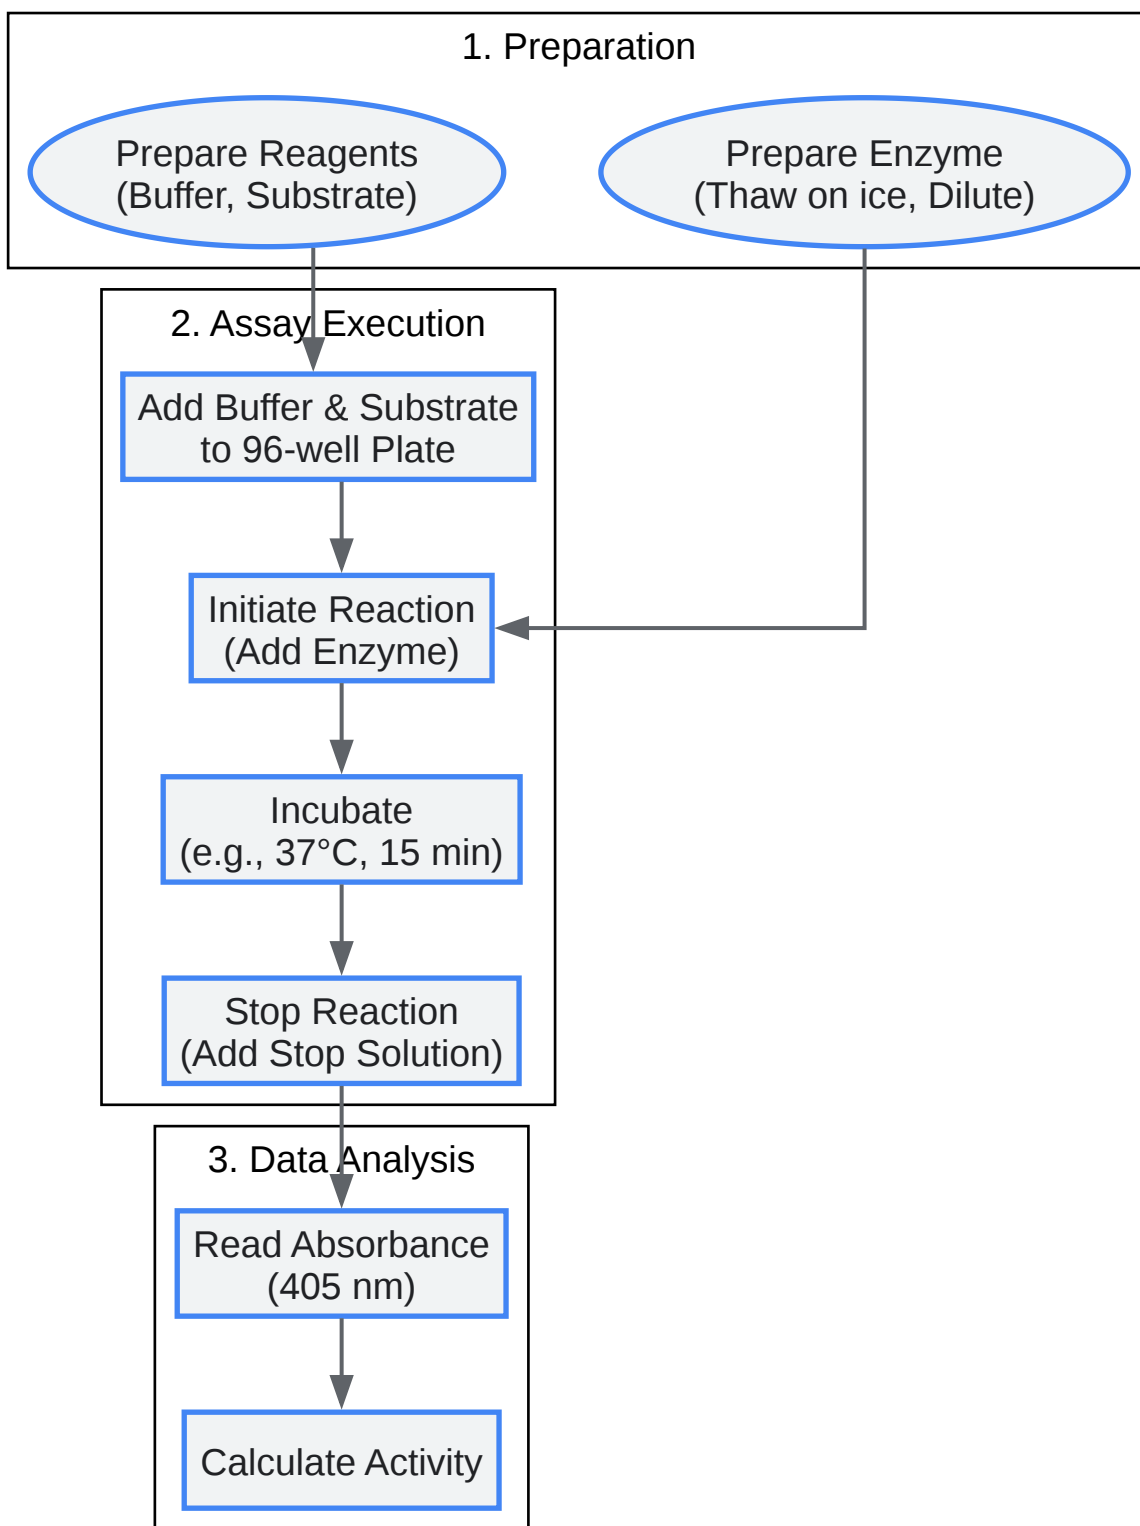 1. Preparation
Prepare Reagents
(Buffer, Substrate)
Prepare Enzyme
(Thaw on ice, Dilute)
2. Assay Execution
Add Buffer & Substrate
to 96-well Plate
Initiate Reaction
(Add Enzyme)
Incubate
(e.g., 37°C, 15 min)
Stop Reaction
(Add Stop Solution)
3. Data Analysis
Read Absorbance
(405 nm)
Calculate Activity